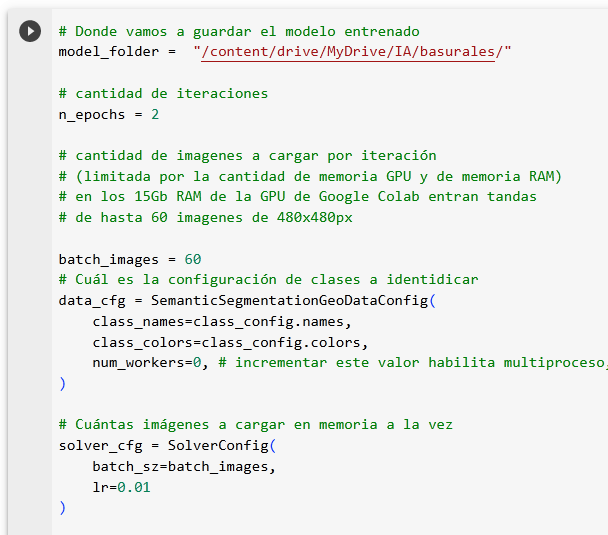 # Donde vamos a guardar el modelo entrenado
model_folder =  "/content/drive/MyDrive/IA/basurales/"
# cantidad de iteraciones
n_epochs = 2
# cantidad de imagenes a cargar por iteración
# (limitada por la cantidad de memoria GPU y de memoria RAM)
# en los 15Gb RAM de la GPU de Google Colab entran tandas
# de hasta 60 imagenes de 480x480px
batch_images = 60
# Cuál es la configuración de clases a identidicar
data_cfg = SemanticSegmentationGeoDataConfig(
    class_names=class_config.names,
    class_colors=class_config.colors,
    num_workers=0, # incrementar este valor habilita multiproceso,
)
# Cuántas imágenes a cargar en memoria a la vez
solver_cfg = SolverConfig(
    batch_sz=batch_images,
    lr=0.01
)